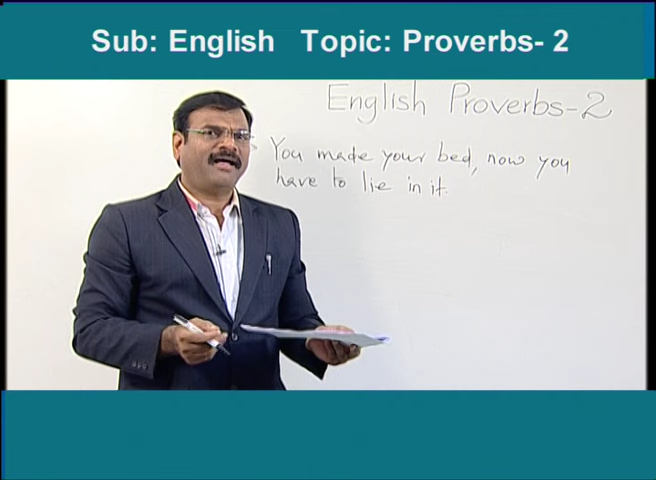 Sub: English Topic: Proverbs- 2
English Proverbs-2
You made your bed, now you
have to lie in it.